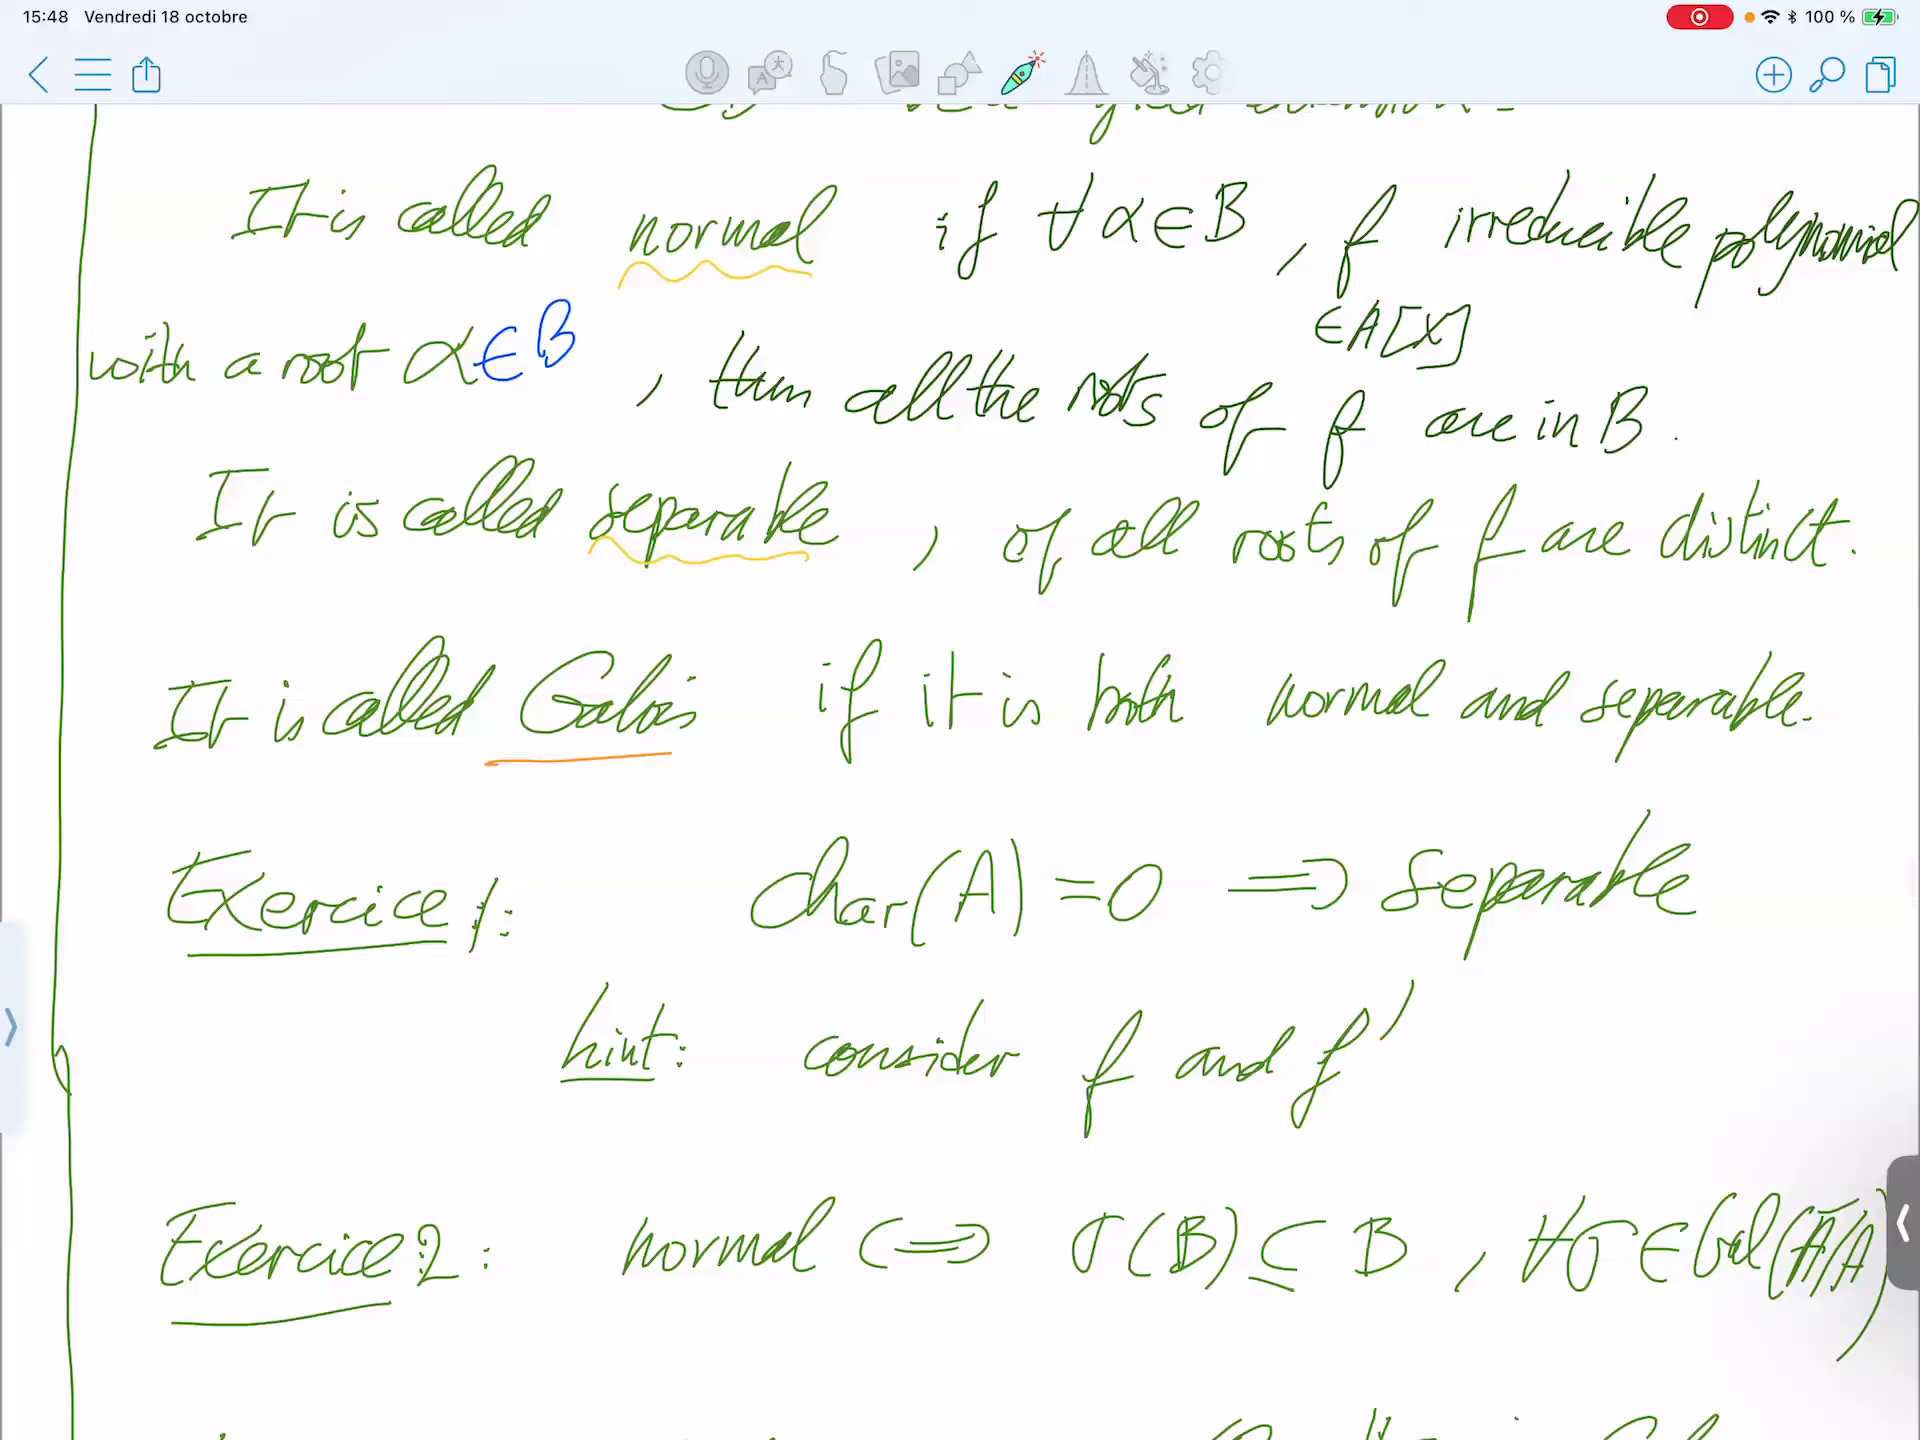 15:48 Vendredi 18 octobre 100 %
It is called normal if ∀ α ∈ B, f irreducible polynomial
∈ A[X]
with a root α ∈ B, then all the roots of f are in B.
It is called separable, of all roots of f are distinct.
It is called Galois if it is both normal and separable.
Exercice 1: char(A) = 0 ⟹ separable
hint: consider f and f'
Exercice 2: normal ⟺ σ(B) ⊆ B, ∀σ ∈ Gal(Ā/A)